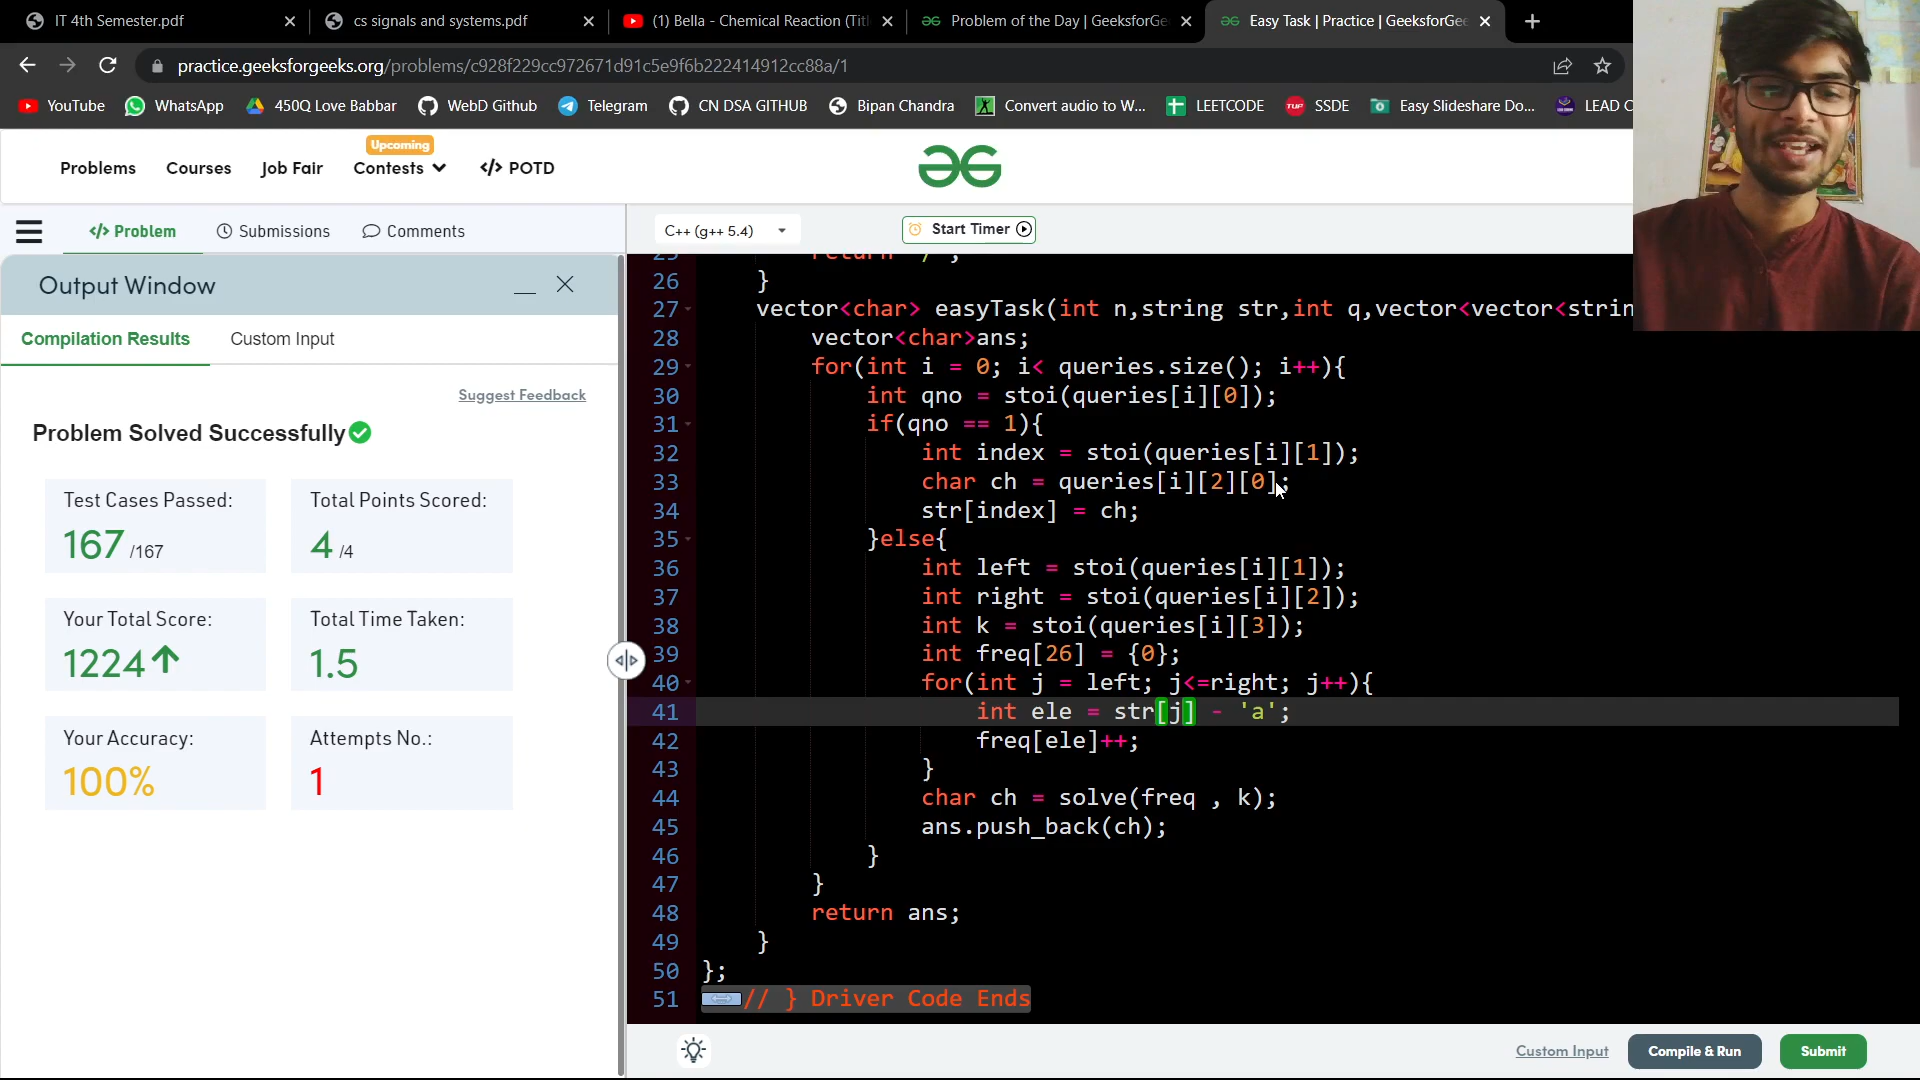 IT 4th Semester.pdf
cs signals and systems.pdf
(1) Bella - Chemical Reaction (Titl
Problem of the Day | GeeksforGe
Easy Task | Practice | GeeksforGee
practice.geeksforgeeks.org/problems/c928f229cc972671d91c5e9f6b222414912cc88a/1
YouTube
WhatsApp
450Q Love Babbar
WebD Github
Telegram
CN DSA GITHUB
Bipan Chandra
Convert audio to W...
LEETCODE
TUF SSDE
Easy Slideshare Do...
LEAD C
Problems
Courses
Job Fair
Upcoming
Contests
</> POTD
</> Problem
Submissions
Comments
C++ (g++ 5.4)
Start Timer
Output Window
Compilation Results
Custom Input
Suggest Feedback
Problem Solved Successfully
Test Cases Passed:
167 /167
Total Points Scored:
4 /4
Your Total Score:
1224
Total Time Taken:
1.5
Your Accuracy:
100%
Attempts No.:
1
26 }
27 vector<char> easyTask(int n,string str,int q,vector<vector<strin
28 vector<char>ans;
29 for(int i = 0; i< queries.size(); i++){
30 int qno = stoi(queries[i][0]);
31 if(qno == 1){
32 int index = stoi(queries[i][1]);
33 char ch = queries[i][2][0];
34 str[index] = ch;
35 }else{
36 int left = stoi(queries[i][1]);
37 int right = stoi(queries[i][2]);
38 int k = stoi(queries[i][3]);
39 int freq[26] = {0};
40 for(int j = left; j<=right; j++){
41 int ele = str[j] - 'a';
42 freq[ele]++;
43 }
44 char ch = solve(freq , k);
45 ans.push_back(ch);
46 }
47 }
48 return ans;
49 }
50 };
51 // } Driver Code Ends
Custom Input
Compile & Run
Submit